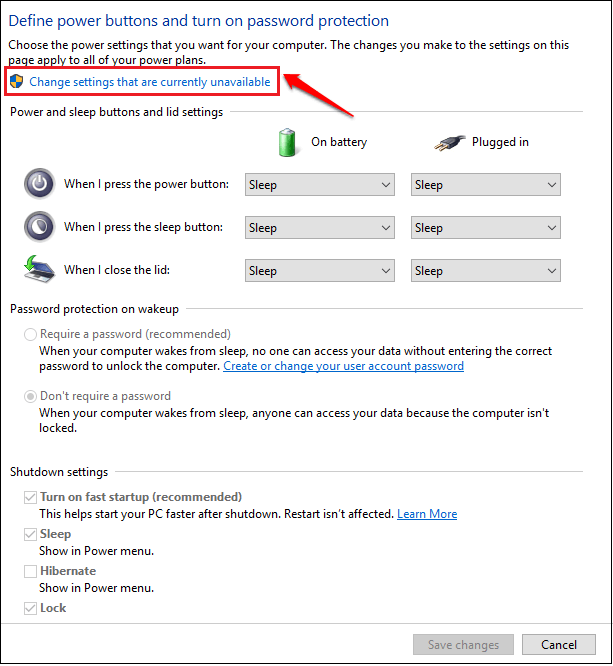 Define power buttons and turn on password protection
Choose the power settings that you want for your computer. The changes you make to the settings on this
page apply to all of your power plans.
Change settings that are currently unavailable
Power and sleep buttons and lid settings
On battery Plugged in
When I press the power button: Sleep Sleep
When I press the sleep button: Sleep Sleep
When I close the lid: Sleep Sleep
Password protection on wakeup
Require a password (recommended)
When your computer wakes from sleep, no one can access your data without entering the correct
password to unlock the computer. Create or change your user account password
Don't require a password
When your computer wakes from sleep, anyone can access your data because the computer isn't
locked.
Shutdown settings
Turn on fast startup (recommended)
This helps start your PC faster after shutdown. Restart isn't affected. Learn More
Sleep
Show in Power menu.
Hibernate
Show in Power menu.
Lock
Save changes Cancel